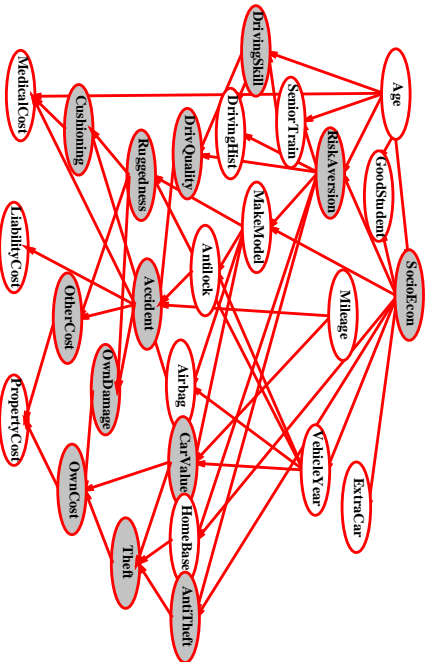 SocioEcon
Age
GoodStudent
ExtraCar
Mileage
VehicleYear
RiskAversion
SeniorTrain
DrivingSkill
MakeModel
DrivingHist
DrivQuality
Antilock
Airbag
CarValue
HomeBase
AntiTheft
Ruggedness
Accident
Theft
OwnDamage
Cushioning
OtherCost
OwnCost
MedicalCost
LiabilityCost
PropertyCost